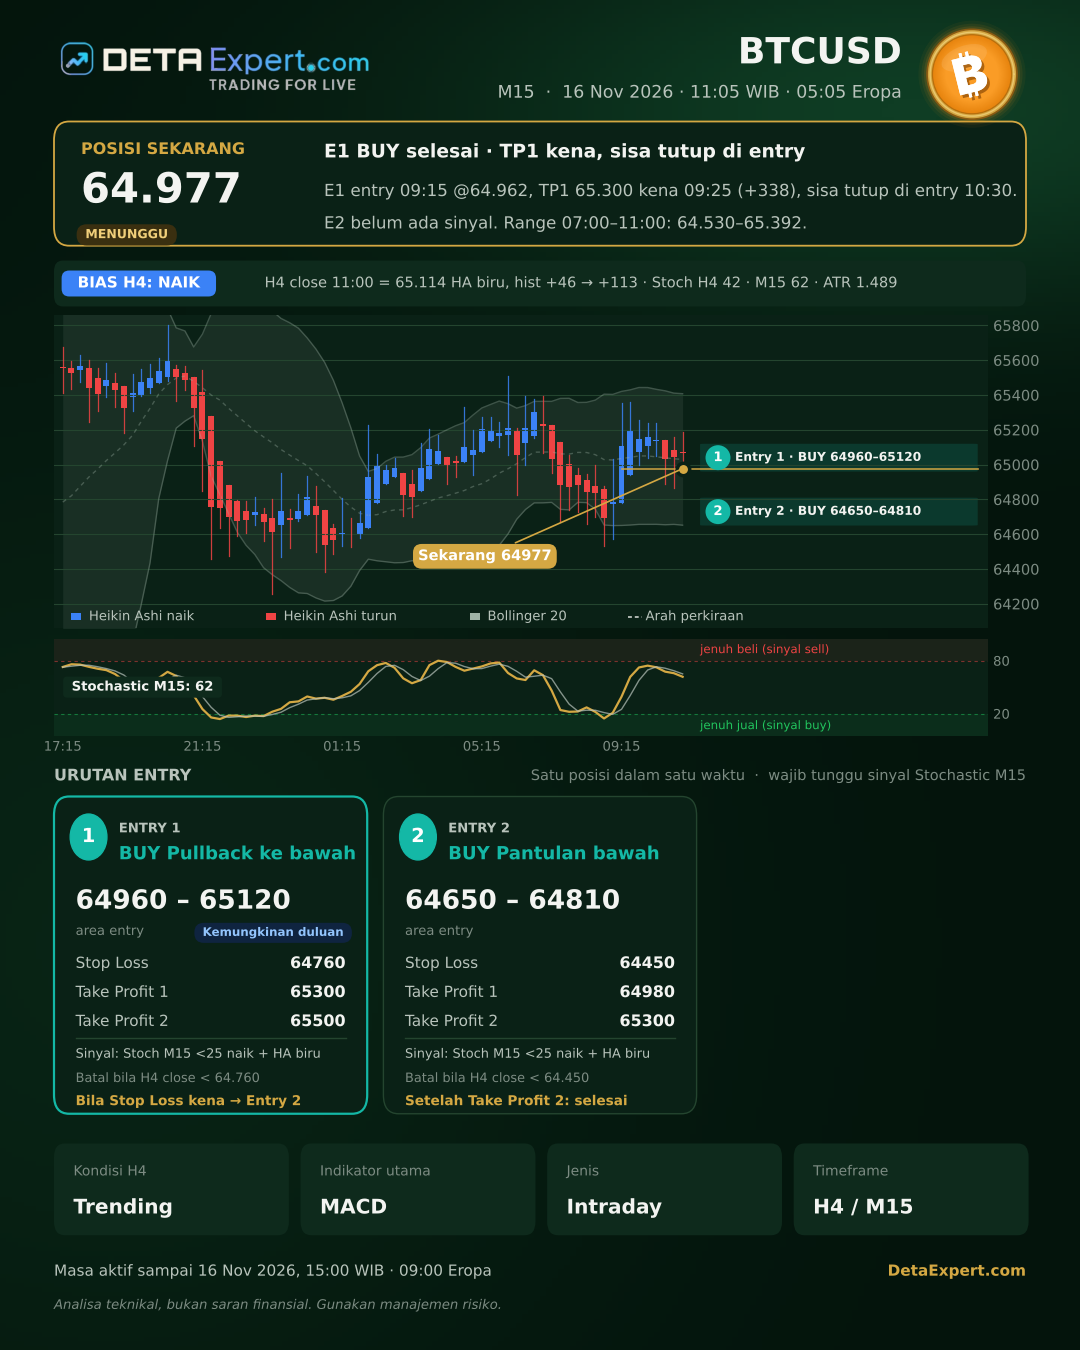 DETA Expert.com
TRADING FOR LIVE
BTCUSD
M15 · 16 Nov 2026 · 11:05 WIB · 05:05 Eropa
POSISI SEKARANG
64.977
MENUNGGU
E1 BUY selesai · TP1 kena, sisa tutup di entry
E1 entry 09:15 @64.962, TP1 65.300 kena 09:25 (+338), sisa tutup di entry 10:30.
E2 belum ada sinyal. Range 07:00–11:00: 64.530–65.392.
BIAS H4: NAIK
H4 close 11:00 = 65.114 HA biru, hist +46 → +113 · Stoch H4 42 · M15 62 · ATR 1.489
65800
65600
65400
65200
65000
64800
64600
64400
64200
1 Entry 1 · BUY 64960–65120
2 Entry 2 · BUY 64650–64810
Sekarang 64977
Heikin Ashi naik
Heikin Ashi turun
Bollinger 20
Arah perkiraan
jenuh beli (sinyal sell)
80
Stochastic M15: 62
20
jenuh jual (sinyal buy)
17:15
21:15
01:15
05:15
09:15
URUTAN ENTRY
Satu posisi dalam satu waktu · wajib tunggu sinyal Stochastic M15
1
ENTRY 1
BUY Pullback ke bawah
64960 – 65120
area entry
Kemungkinan duluan
Stop Loss 64760
Take Profit 1 65300
Take Profit 2 65500
Sinyal: Stoch M15 <25 naik + HA biru
Batal bila H4 close < 64.760
Bila Stop Loss kena → Entry 2
2
ENTRY 2
BUY Pantulan bawah
64650 – 64810
area entry
Stop Loss 64450
Take Profit 1 64980
Take Profit 2 65300
Sinyal: Stoch M15 <25 naik + HA biru
Batal bila H4 close < 64.450
Setelah Take Profit 2: selesai
Kondisi H4
Trending
Indikator utama
MACD
Jenis
Intraday
Timeframe
H4 / M15
Masa aktif sampai 16 Nov 2026, 15:00 WIB · 09:00 Eropa
DetaExpert.com
Analisa teknikal, bukan saran finansial. Gunakan manajemen risiko.